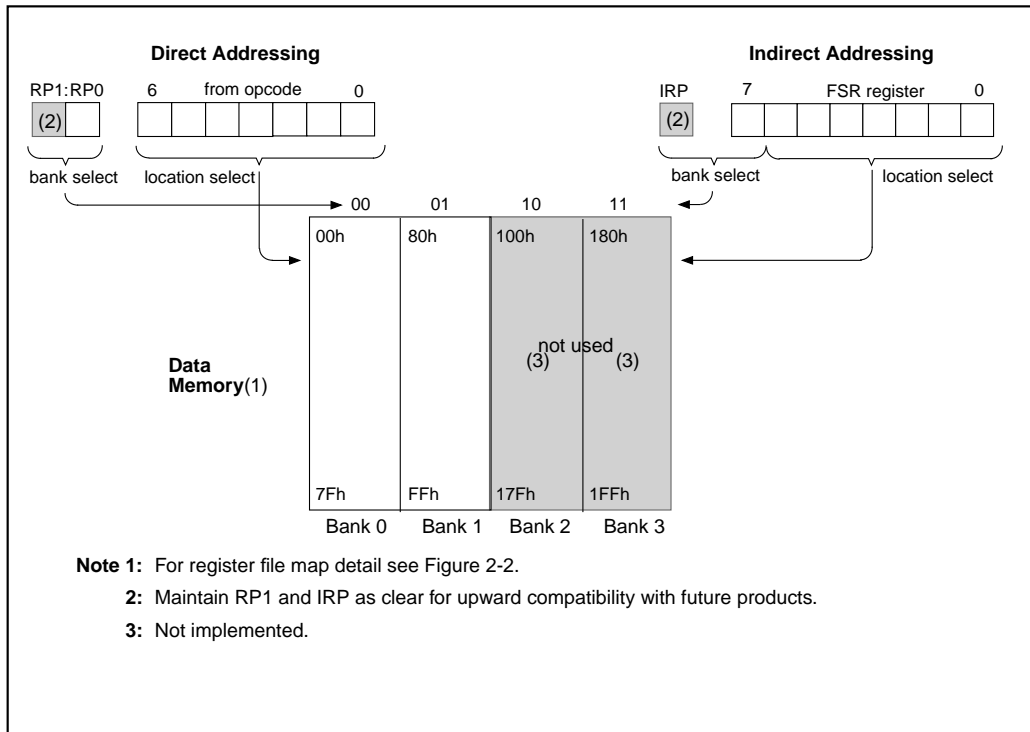 Direct Addressing
Indirect Addressing
RP1:RP0
6
from opcode
0
IRP
7
FSR register
0
(2)
(2)
bank select
location select
bank select
location select
00
01
10
11
00h
80h
100h
180h
not used
(3)
(3)
Data
Memory(1)
7Fh
FFh
17Fh
1FFh
Bank 0
Bank 1
Bank 2
Bank 3
Note 1: For register file map detail see Figure 2-2.
2: Maintain RP1 and IRP as clear for upward compatibility with future products.
3: Not implemented.